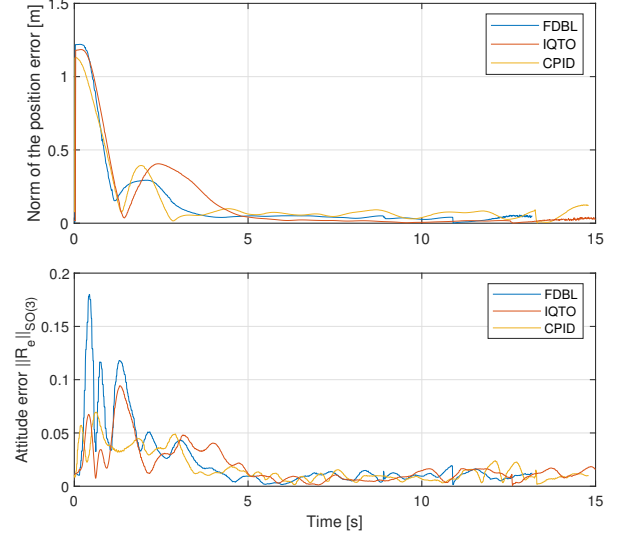 Norm of the position error [m]
1.5
1
0.5
0
FDBL
IQTO
CPID
0 5 10 15
Attitude error ||R_e||_SO(3)
0.2
0.15
0.1
0.05
0
FDBL
IQTO
CPID
0 5 10 15
Time [s]